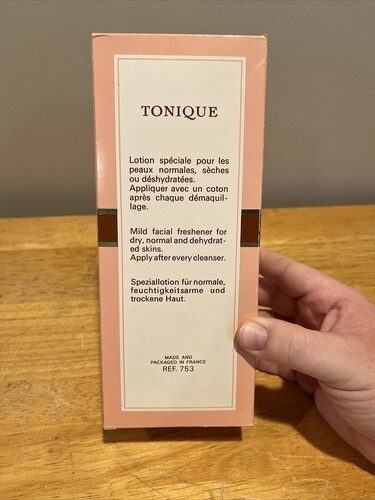 TONIQUE
Lotion spéciale pour les
peaux normales, sèches
ou déshydratées.
Appliquer avec un coton
après chaque démaquil-
lage.
Mild facial freshener for
dry, normal and dehydrat-
ed skins.
Apply after every cleanser.
Speziallotion für normale,
feuchtigkeitsarme und
trockene Haut.
MADE AND
PACKAGED IN FRANCE
REF. 753